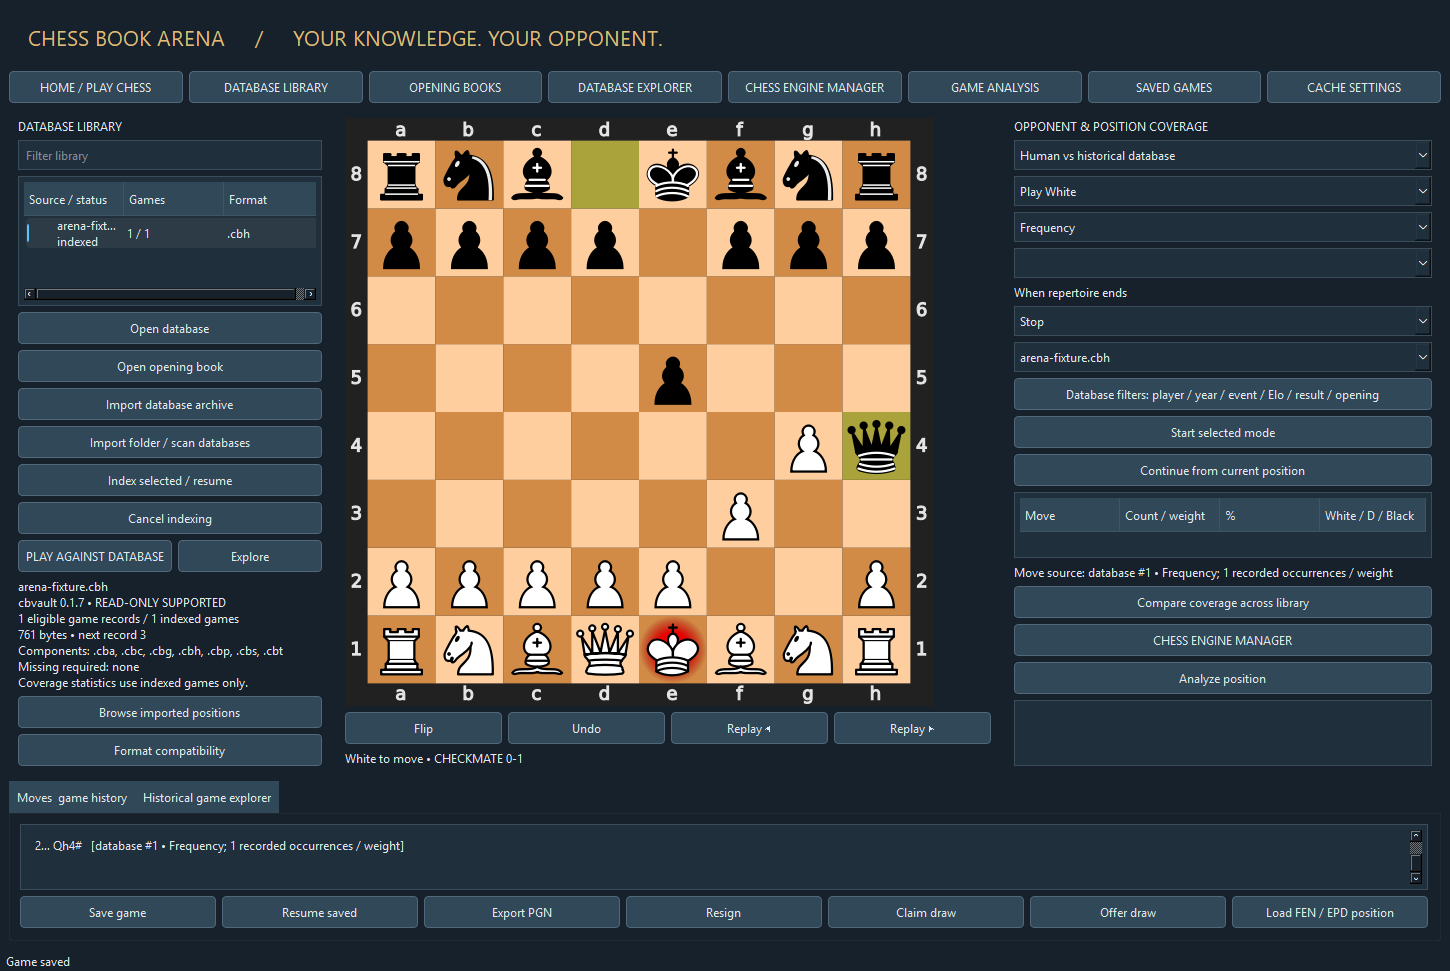 CHESS BOOK ARENA / YOUR KNOWLEDGE. YOUR OPPONENT.
HOME / PLAY CHESS
DATABASE LIBRARY
OPENING BOOKS
DATABASE EXPLORER
CHESS ENGINE MANAGER
GAME ANALYSIS
SAVED GAMES
CACHE SETTINGS
DATABASE LIBRARY
Filter library
Source / status Games Format
arena-fixt... 1 / 1 .cbh
indexed
Open database
Open opening book
Import database archive
Import folder / scan databases
Index selected / resume
Cancel indexing
PLAY AGAINST DATABASE
Explore
arena-fixture.cbh
cbvault 0.1.7 • READ-ONLY SUPPORTED
1 eligible game records / 1 indexed games
761 bytes • next record 3
Components: .cba, .cbc, .cbg, .cbh, .cbp, .cbs, .cbt
Missing required: none
Coverage statistics use indexed games only.
Browse imported positions
Format compatibility
a b c d e f g h
8 8
7 7
6 6
5 5
4 4
3 3
2 2
1 1
a b c d e f g h
Flip
Undo
Replay
Replay
White to move • CHECKMATE 0-1
OPPONENT & POSITION COVERAGE
Human vs historical database
Play White
Frequency
When repertoire ends
Stop
arena-fixture.cbh
Database filters: player / year / event / Elo / result / opening
Start selected mode
Continue from current position
Move Count / weight % White / D / Black
Move source: database #1 • Frequency; 1 recorded occurrences / weight
Compare coverage across library
CHESS ENGINE MANAGER
Analyze position
Moves game history
Historical game explorer
2... Qh4# [database #1 • Frequency; 1 recorded occurrences / weight]
Save game
Resume saved
Export PGN
Resign
Claim draw
Offer draw
Load FEN / EPD position
Game saved